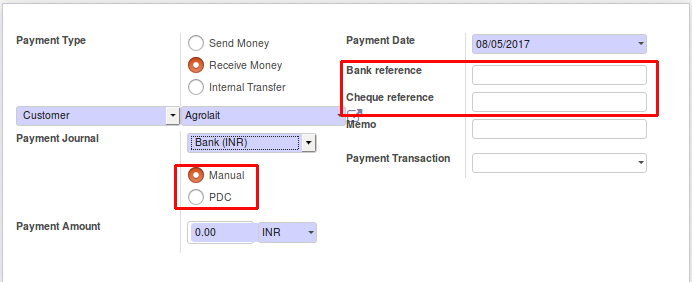 Payment Type
Send Money
Receive Money
Internal Transfer
Customer
Agrolait
Payment Journal
Bank (INR)
Manual
PDC
Payment Amount
0.00
INR
Payment Date
08/05/2017
Bank reference
Cheque reference
Memo
Payment Transaction